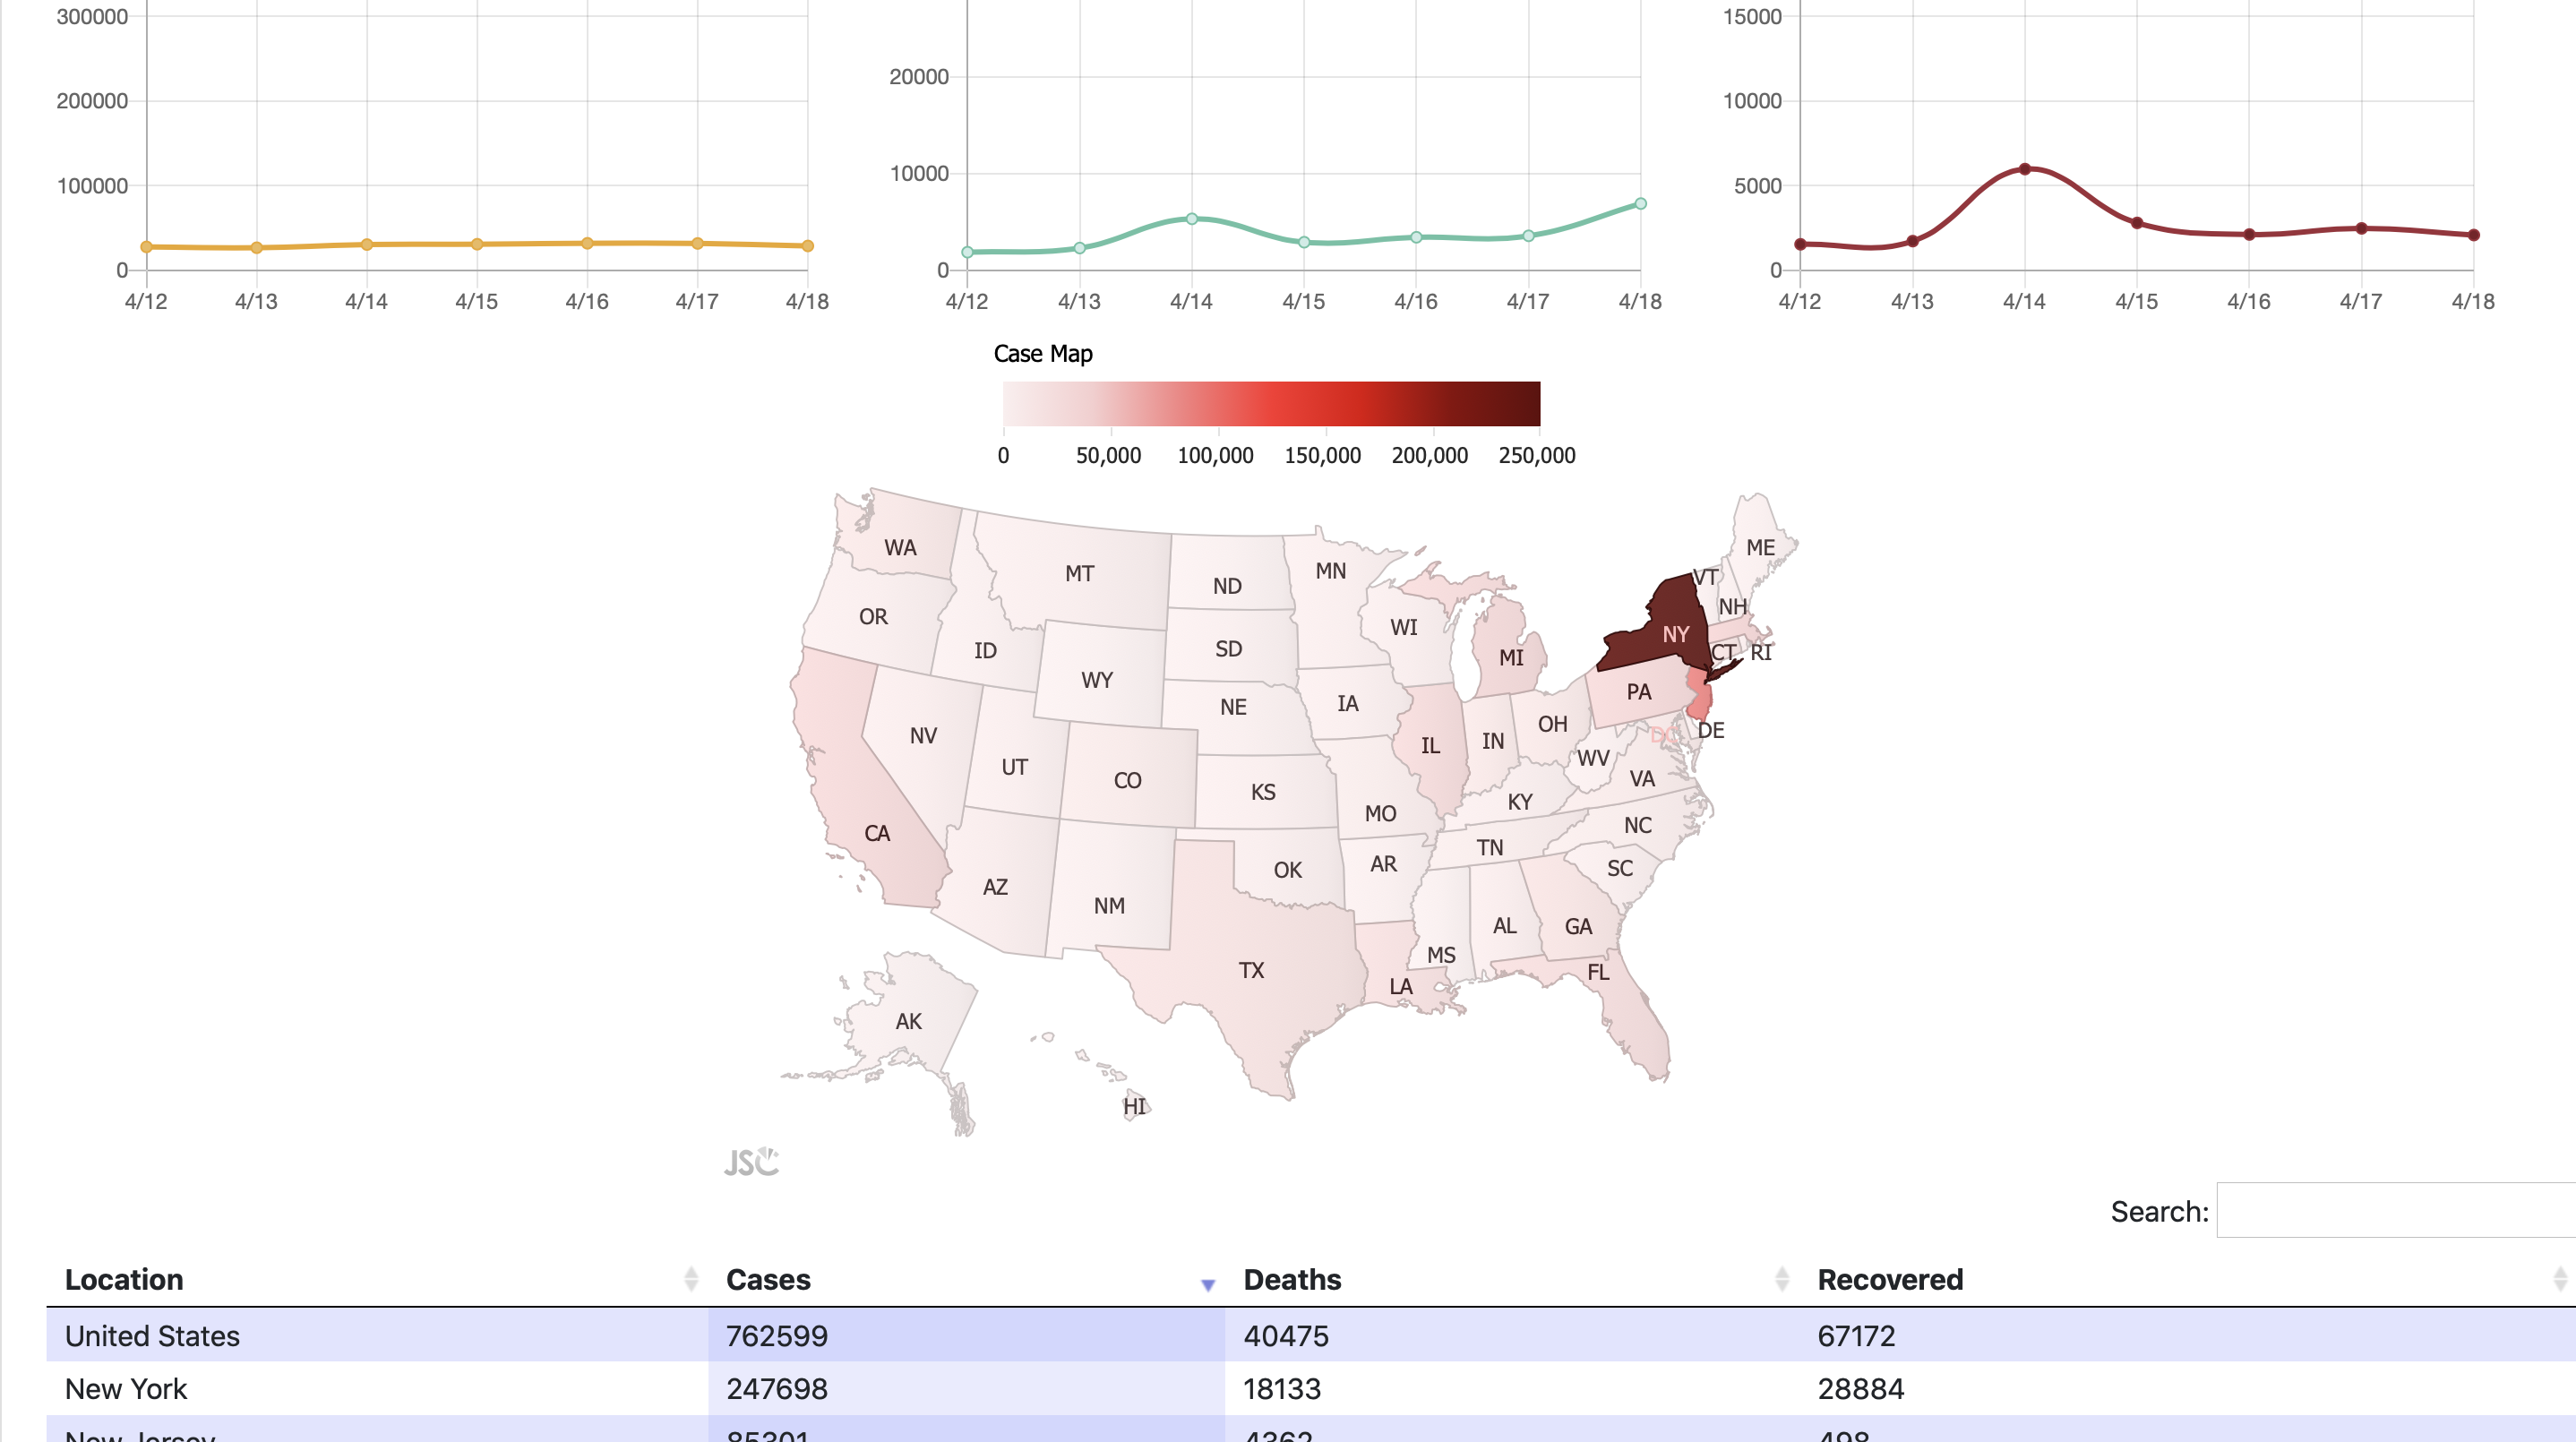 300000
200000
100000
0
4/12 4/13 4/14 4/15 4/16 4/17 4/18
20000
10000
0
4/12 4/13 4/14 4/15 4/16 4/17 4/18
15000
10000
5000
0
4/12 4/13 4/14 4/15 4/16 4/17 4/18
Case Map
0 50,000 100,000 150,000 200,000 250,000
WA
MT
ND
MN
ME
VT
OR
ID
SD
WI
NH
NY
MI
CT RI
WY
NE
IA
PA
NV
UT
CO
IL
IN
OH
DC
DE
WV
VA
KS
MO
KY
CA
NC
TN
AZ
NM
OK
AR
SC
AL
GA
MS
TX
LA
FL
AK
HI
JSC
Search:
Location Cases Deaths Recovered
United States 762599 40475 67172
New York 247698 18133 28884
New Jersey 85301 4362 498